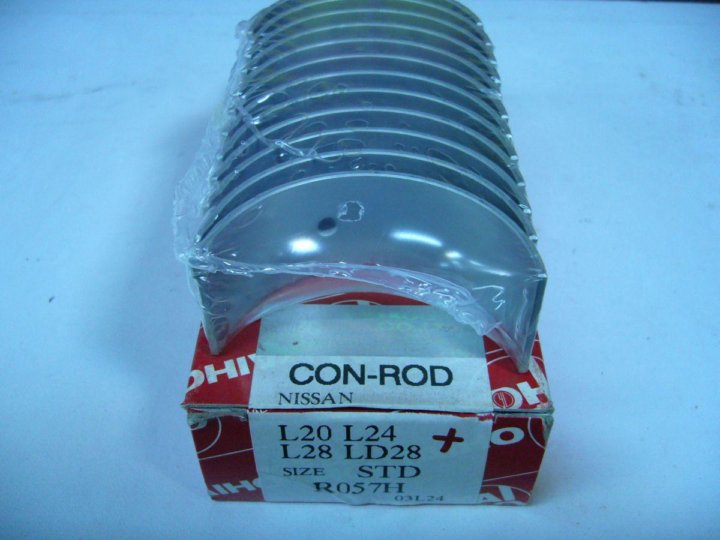 CON-ROD
NISSAN
L20 L24 +
L28 LD28
SIZE STD
R057H
03L24